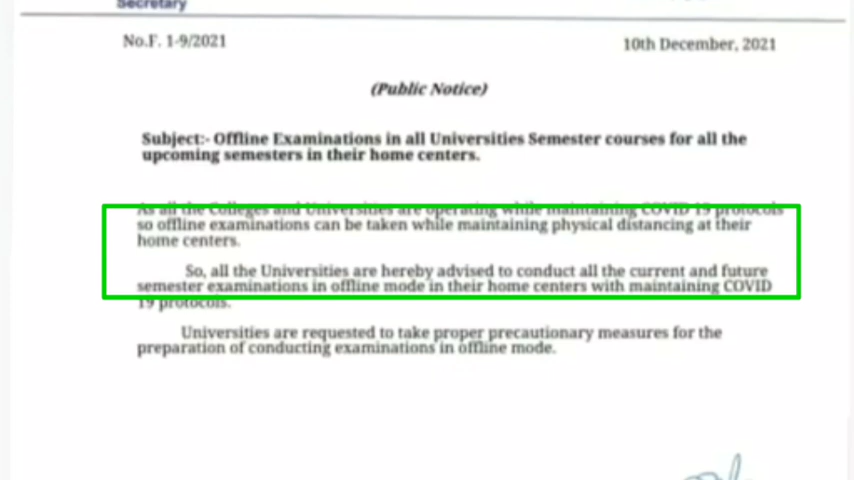 Secretary
No.F. 1-9/2021
10th December, 2021
(Public Notice)
Subject:- Offline Examinations in all Universities Semester courses for all the
upcoming semesters in their home centers.
As all the Colleges and Universities are operating while maintaining COVID 19 protocols
so offline examinations can be taken while maintaining physical distancing at their
home centers.
So, all the Universities are hereby advised to conduct all the current and future
semester examinations in offline mode in their home centers with maintaining COVID
19 protocols.
Universities are requested to take proper precautionary measures for the
preparation of conducting examinations in offline mode.